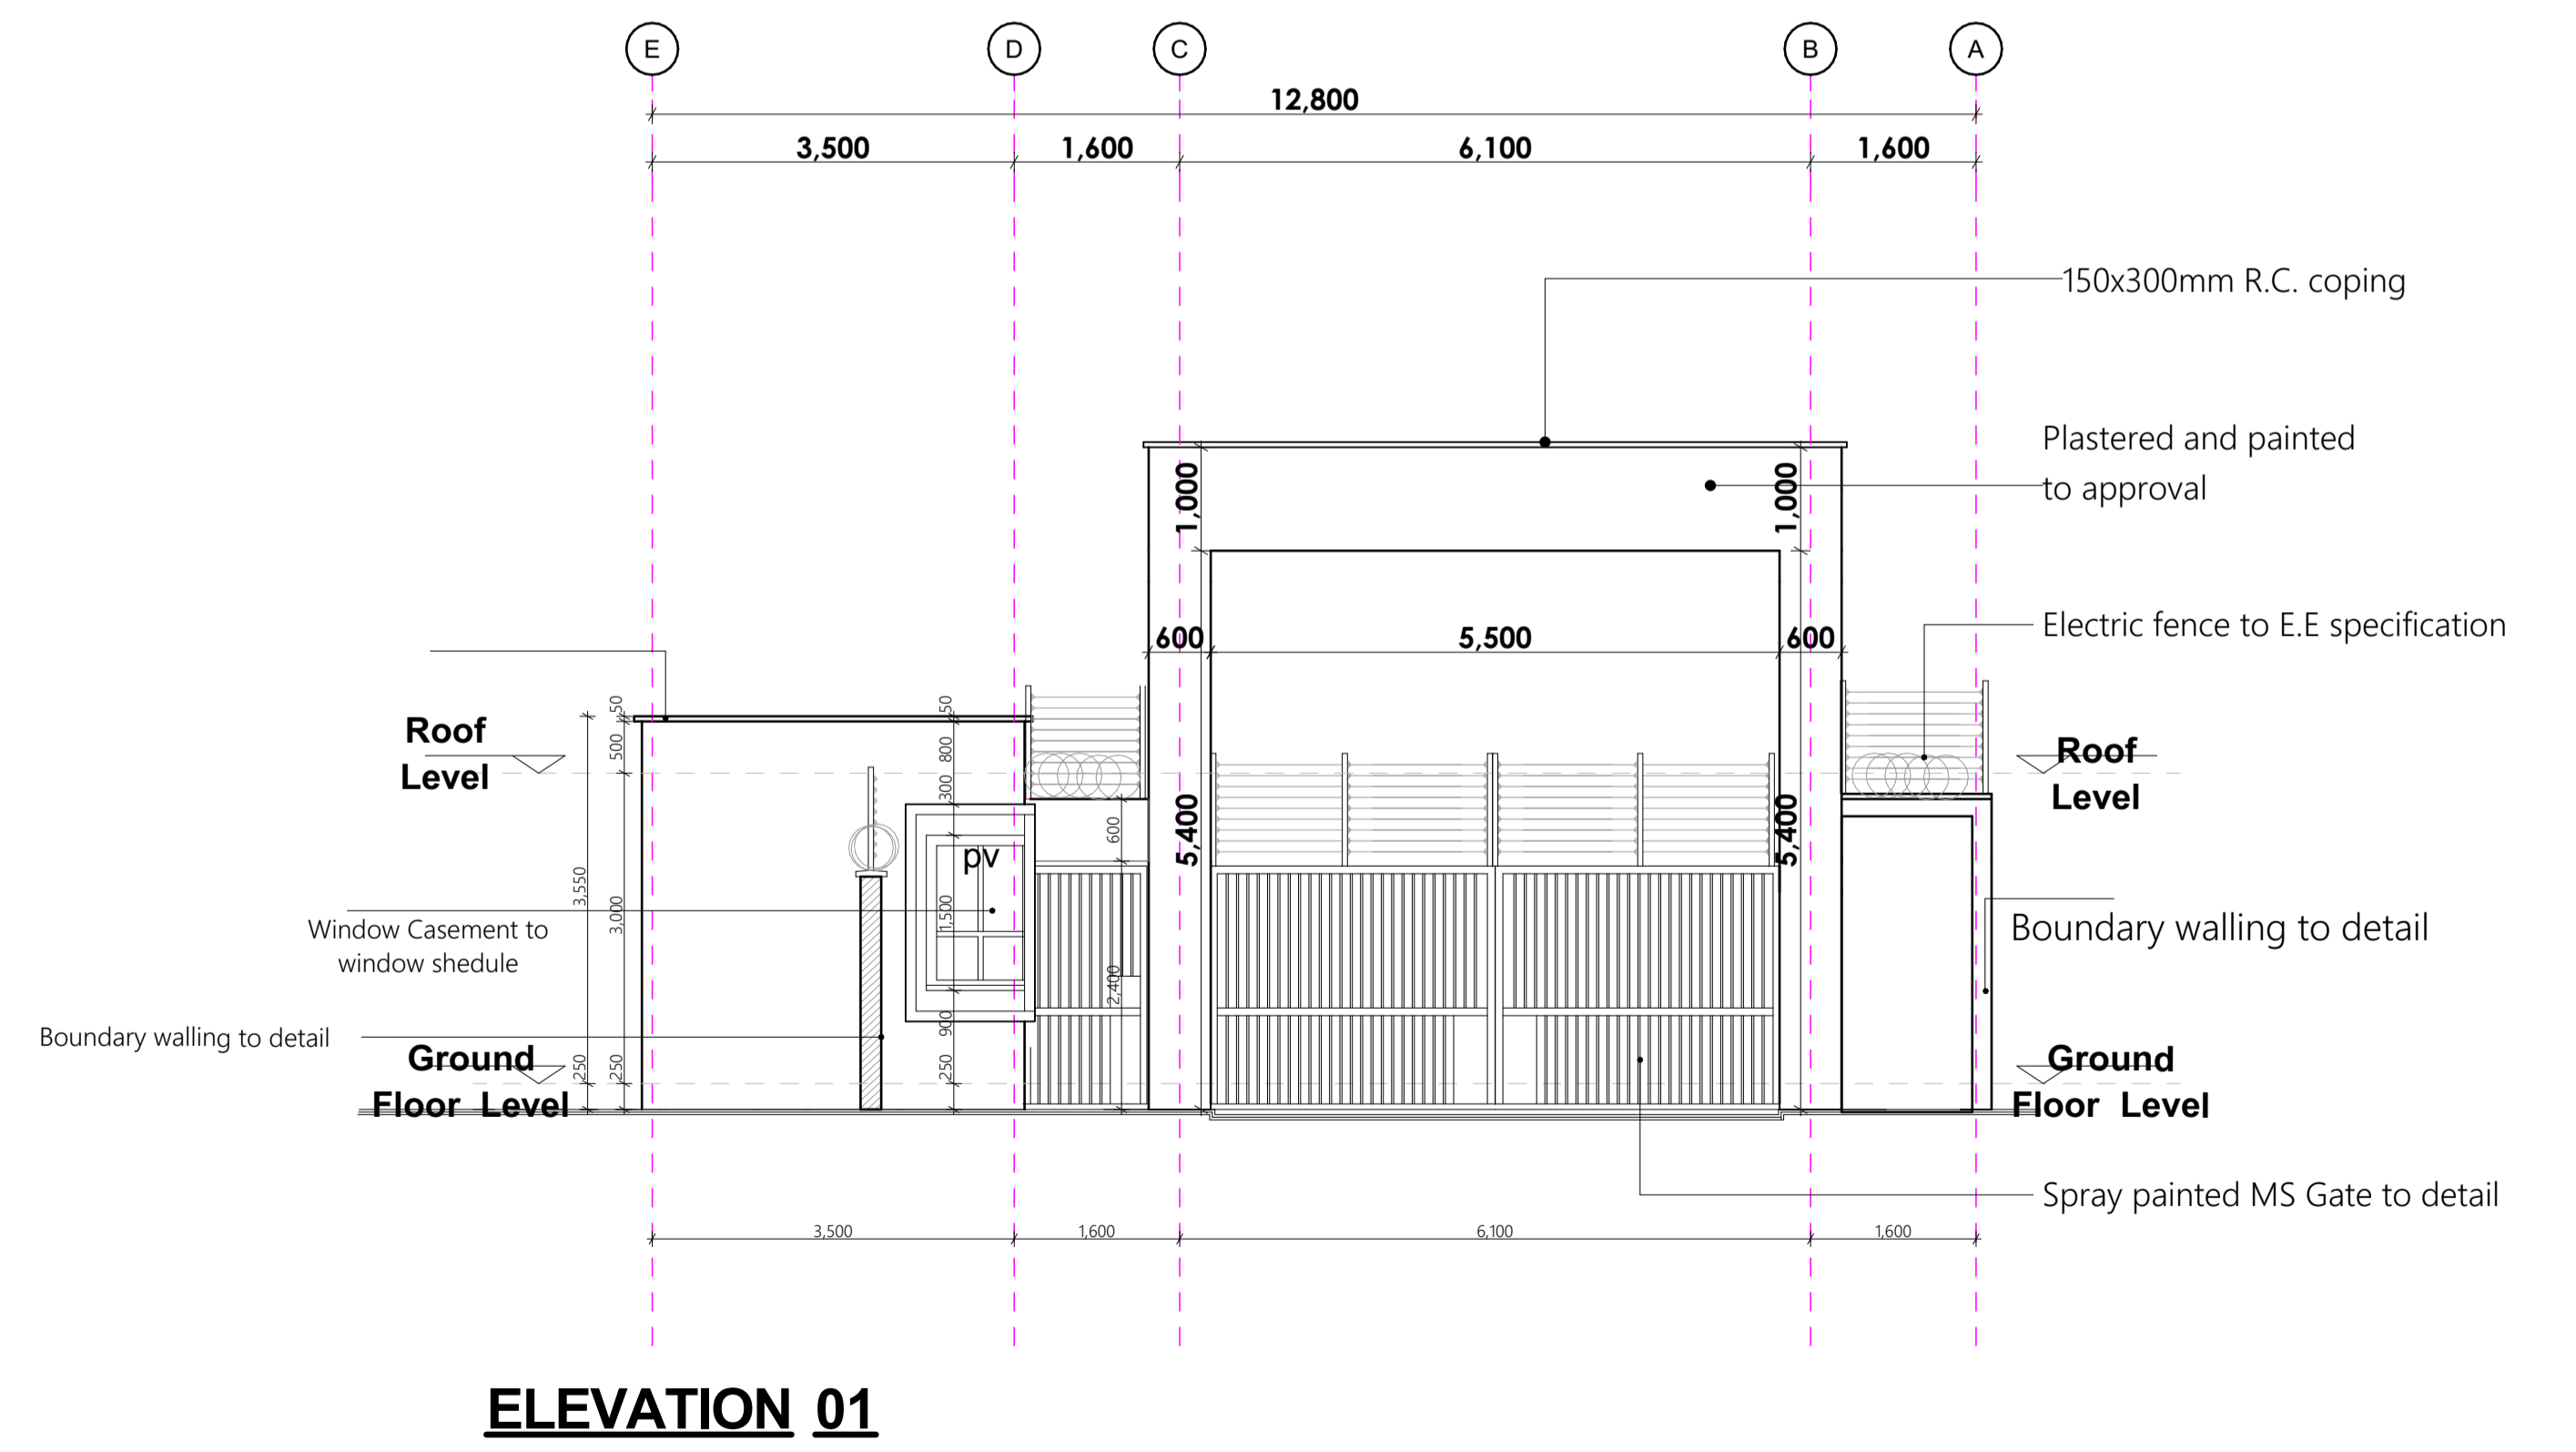 E
D
C
B
A
12,800
3,500
1,600
6,100
1,600
150x300mm R.C. coping
Plastered and painted
to approval
1,000
1,000
Electric fence to E.E specification
600
5,500
600
Roof
Level
50
500
50
800
300
Roof
Level
600
5,400
5,400
pv
3,550
3,000
1,500
Window Casement to
window shedule
Boundary walling to detail
2,400
900
Boundary walling to detail
Ground
Floor Level
250
250
250
Ground
Floor Level
Spray painted MS Gate to detail
3,500
1,600
6,100
1,600
ELEVATION 01